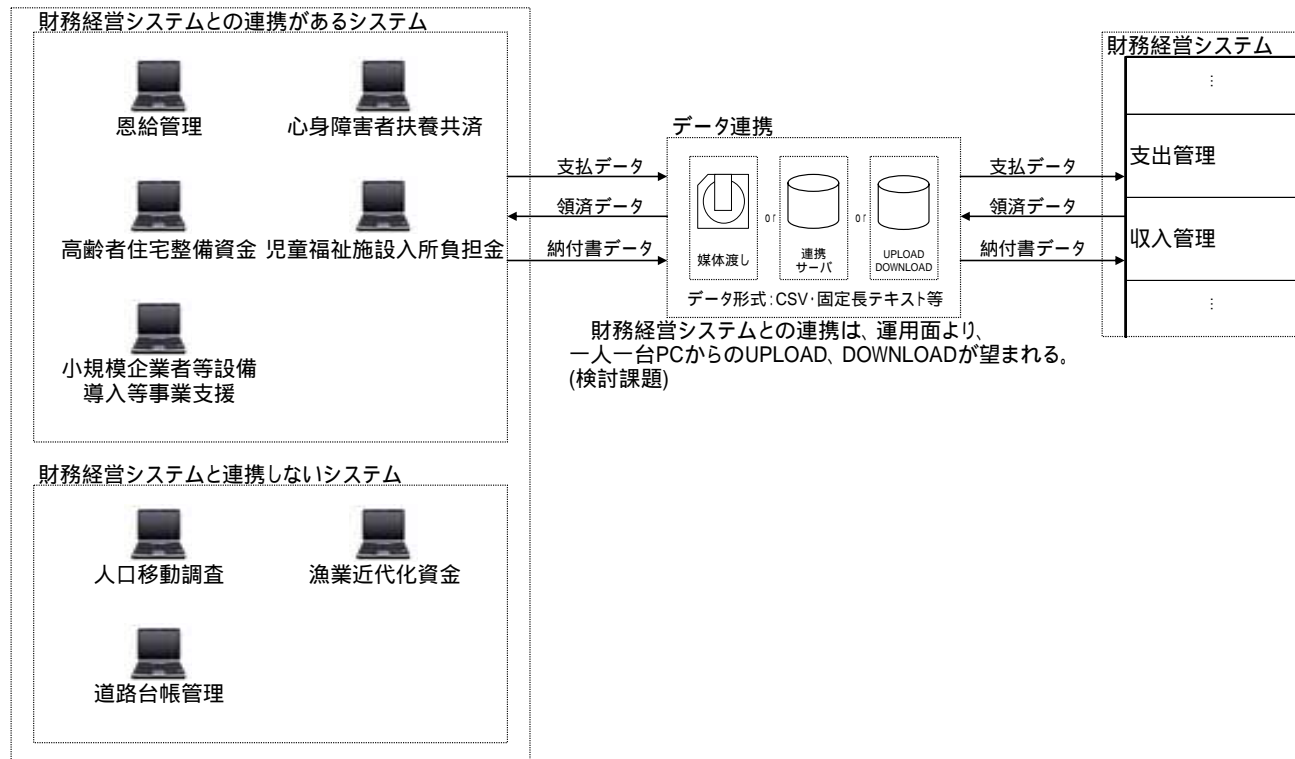 財務経営システムとの連携があるシステム
恩給管理
心身障害者扶養共済
高齢者住宅整備資金
児童福祉施設入所負担金
小規模企業者等設備
導入等事業支援
財務経営システムと連携しないシステム
人口移動調査
漁業近代化資金
道路台帳管理
支払データ
領済データ
納付書データ
データ連携
媒体渡し
or
連携
サーバ
or
UPLOAD
DOWNLOAD
データ形式:CSV・固定長テキスト等
財務経営システムとの連携は、運用面より、
一人一台PCからのUPLOAD、DOWNLOADが望まれる。
(検討課題)
支払データ
領済データ
納付書データ
財務経営システム
⋮
支出管理
収入管理
⋮